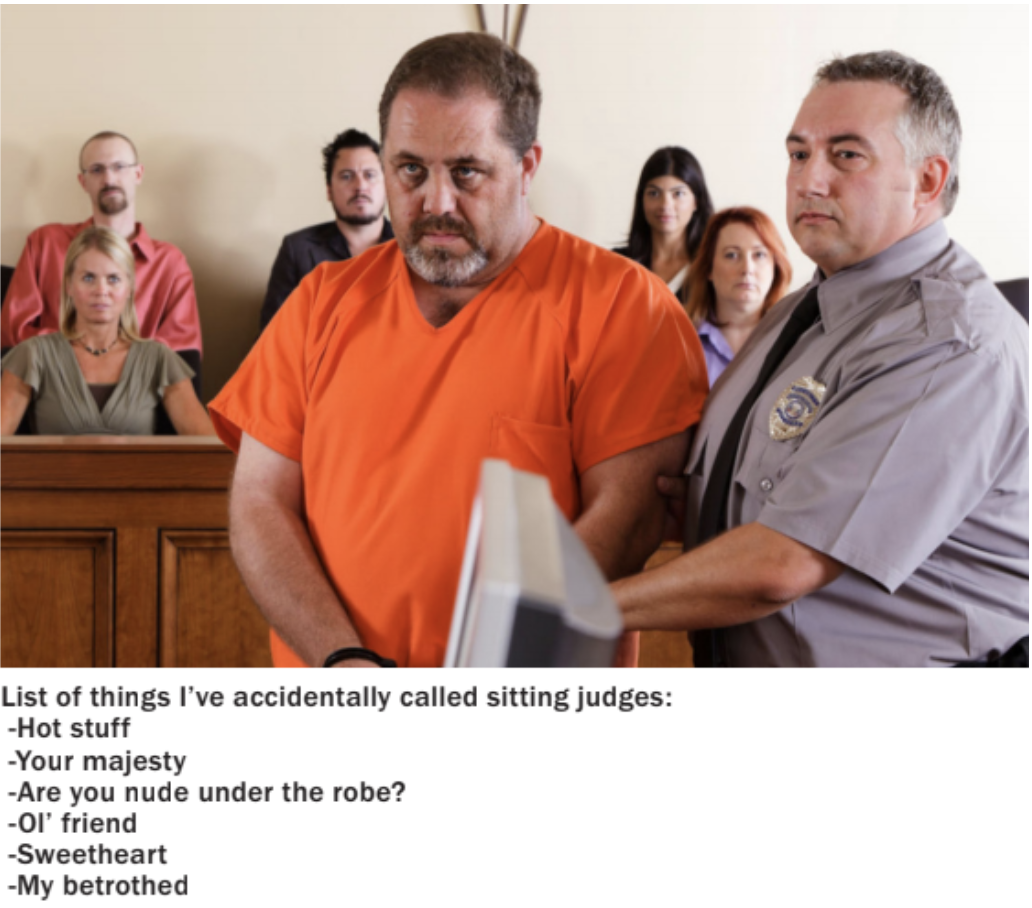 List of things I've accidentally called sitting judges:
-Hot stuff
-Your majesty
-Are you nude under the robe?
-Ol' friend
-Sweetheart
-My betrothed